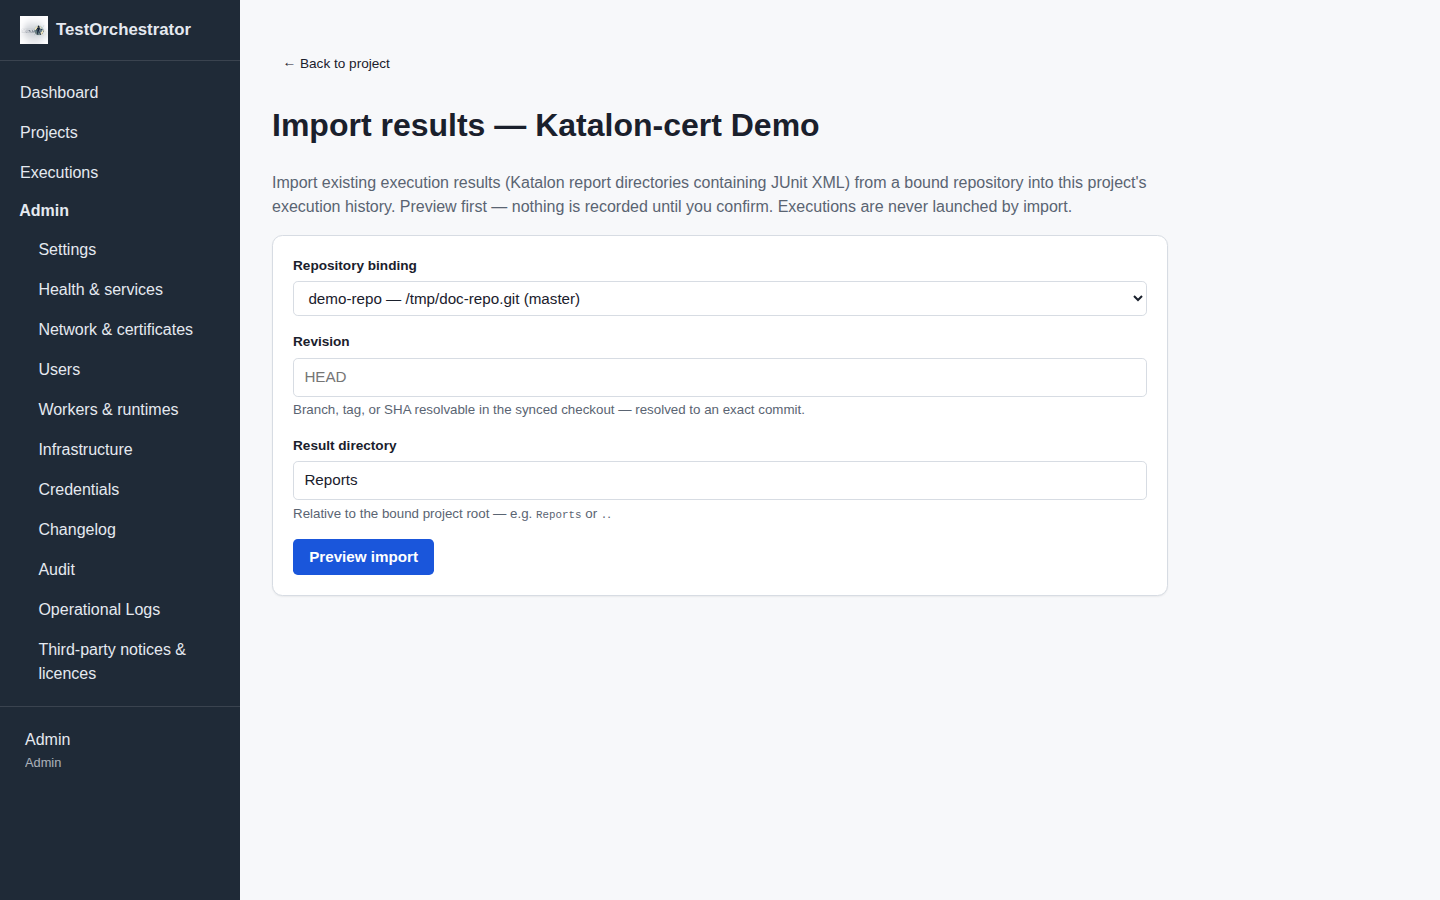 TestOrchestrator
Dashboard
Projects
Executions
Admin
Settings
Health & services
Network & certificates
Users
Workers & runtimes
Infrastructure
Credentials
Changelog
Audit
Operational Logs
Third-party notices &
licences
Admin
Admin
← Back to project
Import results — Katalon-cert Demo
Import existing execution results (Katalon report directories containing JUnit XML) from a bound repository into this project's
execution history. Preview first — nothing is recorded until you confirm. Executions are never launched by import.
Repository binding
demo-repo — /tmp/doc-repo.git (master)
Revision
HEAD
Branch, tag, or SHA resolvable in the synced checkout — resolved to an exact commit.
Result directory
Reports
Relative to the bound project root — e.g. Reports or ..
Preview import